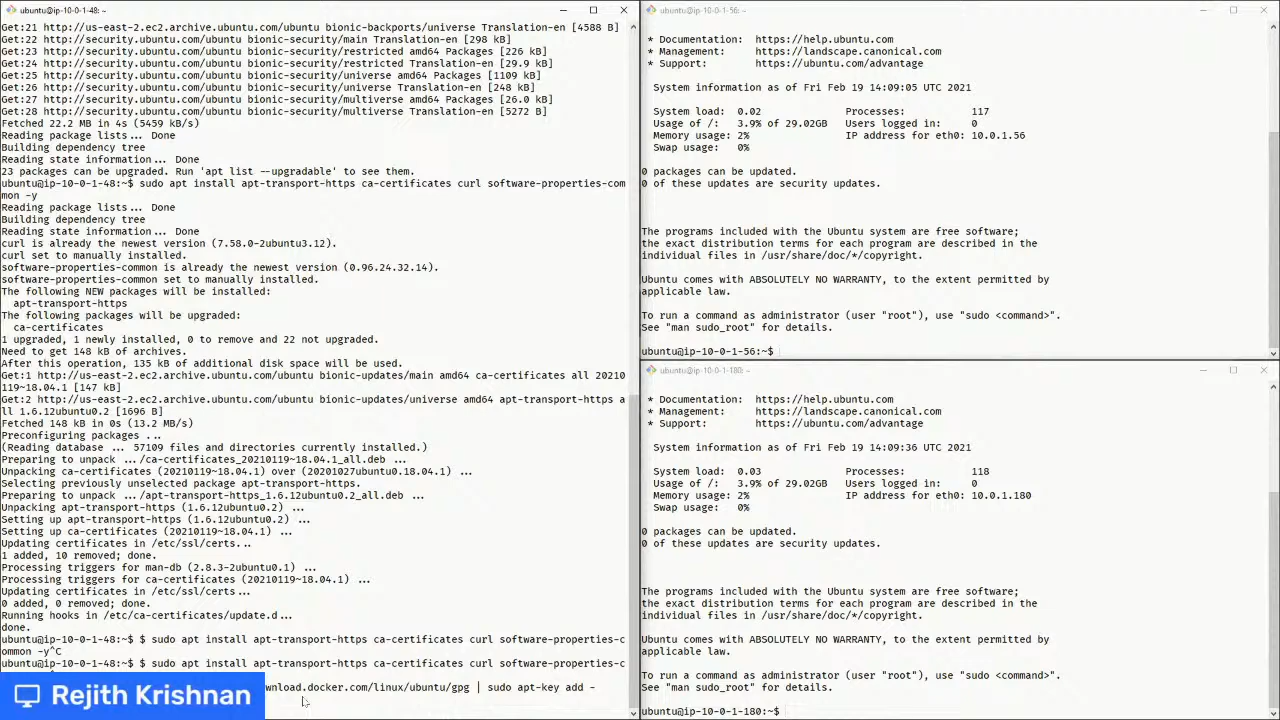 ubuntu@ip-10-0-1-48: ~
Get:21 http://us-east-2.ec2.archive.ubuntu.com/ubuntu bionic-backports/universe Translation-en [4588 B]
Get:22 http://security.ubuntu.com/ubuntu bionic-security/main Translation-en [298 kB]
Get:23 http://security.ubuntu.com/ubuntu bionic-security/restricted amd64 Packages [226 kB]
Get:24 http://security.ubuntu.com/ubuntu bionic-security/restricted Translation-en [29.9 kB]
Get:25 http://security.ubuntu.com/ubuntu bionic-security/universe amd64 Packages [1109 kB]
Get:26 http://security.ubuntu.com/ubuntu bionic-security/universe Translation-en [248 kB]
Get:27 http://security.ubuntu.com/ubuntu bionic-security/multiverse amd64 Packages [26.0 kB]
Get:28 http://security.ubuntu.com/ubuntu bionic-security/multiverse Translation-en [5272 B]
Fetched 22.2 MB in 4s (5459 kB/s)
Reading package lists... Done
Building dependency tree
Reading state information... Done
23 packages can be upgraded. Run 'apt list --upgradable' to see them.
ubuntu@ip-10-0-1-48:~$ sudo apt install apt-transport-https ca-certificates curl software-properties-com
mon -y
Reading package lists... Done
Building dependency tree
Reading state information... Done
curl is already the newest version (7.58.0-2ubuntu3.12).
curl set to manually installed.
software-properties-common is already the newest version (0.96.24.32.14).
software-properties-common set to manually installed.
The following NEW packages will be installed:
apt-transport-https
The following packages will be upgraded:
ca-certificates
1 upgraded, 1 newly installed, 0 to remove and 22 not upgraded.
Need to get 148 kB of archives.
After this operation, 135 kB of additional disk space will be used.
Get:1 http://us-east-2.ec2.archive.ubuntu.com/ubuntu bionic-updates/main amd64 ca-certificates all 20210
119~18.04.1 [147 kB]
Get:2 http://us-east-2.ec2.archive.ubuntu.com/ubuntu bionic-updates/universe amd64 apt-transport-https a
ll 1.6.12ubuntu0.2 [1696 B]
Fetched 148 kB in 0s (13.2 MB/s)
Preconfiguring packages ...
(Reading database ... 57109 files and directories currently installed.)
Preparing to unpack .../ca-certificates_20210119~18.04.1_all.deb ...
Unpacking ca-certificates (20210119~18.04.1) over (20201027ubuntu0.18.04.1) ...
Selecting previously unselected package apt-transport-https.
Preparing to unpack .../apt-transport-https_1.6.12ubuntu0.2_all.deb ...
Unpacking apt-transport-https (1.6.12ubuntu0.2) ...
Setting up apt-transport-https (1.6.12ubuntu0.2) ...
Setting up ca-certificates (20210119~18.04.1) ...
Updating certificates in /etc/ssl/certs...
1 added, 10 removed; done.
Processing triggers for man-db (2.8.3-2ubuntu0.1) ...
Processing triggers for ca-certificates (20210119~18.04.1) ...
Updating certificates in /etc/ssl/certs...
0 added, 0 removed; done.
Running hooks in /etc/ca-certificates/update.d...
done.
ubuntu@ip-10-0-1-48:~$ $ sudo apt install apt-transport-https ca-certificates curl software-properties-c
ommon -y^C
ubuntu@ip-10-0-1-48:~$ $ sudo apt install apt-transport-https ca-certificates curl software-properties-c
wnload.docker.com/linux/ubuntu/gpg | sudo apt-key add -
Rejith Krishnan
ubuntu@ip-10-0-1-56: ~
* Documentation: https://help.ubuntu.com
* Management: https://landscape.canonical.com
* Support: https://ubuntu.com/advantage
System information as of Fri Feb 19 14:09:05 UTC 2021
System load: 0.02 Processes: 117
Usage of /: 3.9% of 29.02GB Users logged in: 0
Memory usage: 2% IP address for eth0: 10.0.1.56
Swap usage: 0%
0 packages can be updated.
0 of these updates are security updates.
The programs included with the Ubuntu system are free software;
the exact distribution terms for each program are described in the
individual files in /usr/share/doc/*/copyright.
Ubuntu comes with ABSOLUTELY NO WARRANTY, to the extent permitted by
applicable law.
To run a command as administrator (user "root"), use "sudo <command>".
See "man sudo_root" for details.
ubuntu@ip-10-0-1-56:~$
ubuntu@ip-10-0-1-180: ~
* Documentation: https://help.ubuntu.com
* Management: https://landscape.canonical.com
* Support: https://ubuntu.com/advantage
System information as of Fri Feb 19 14:09:36 UTC 2021
System load: 0.03 Processes: 118
Usage of /: 3.9% of 29.02GB Users logged in: 0
Memory usage: 2% IP address for eth0: 10.0.1.180
Swap usage: 0%
0 packages can be updated.
0 of these updates are security updates.
The programs included with the Ubuntu system are free software;
the exact distribution terms for each program are described in the
individual files in /usr/share/doc/*/copyright.
Ubuntu comes with ABSOLUTELY NO WARRANTY, to the extent permitted by
applicable law.
To run a command as administrator (user "root"), use "sudo <command>".
See "man sudo_root" for details.
ubuntu@ip-10-0-1-180:~$